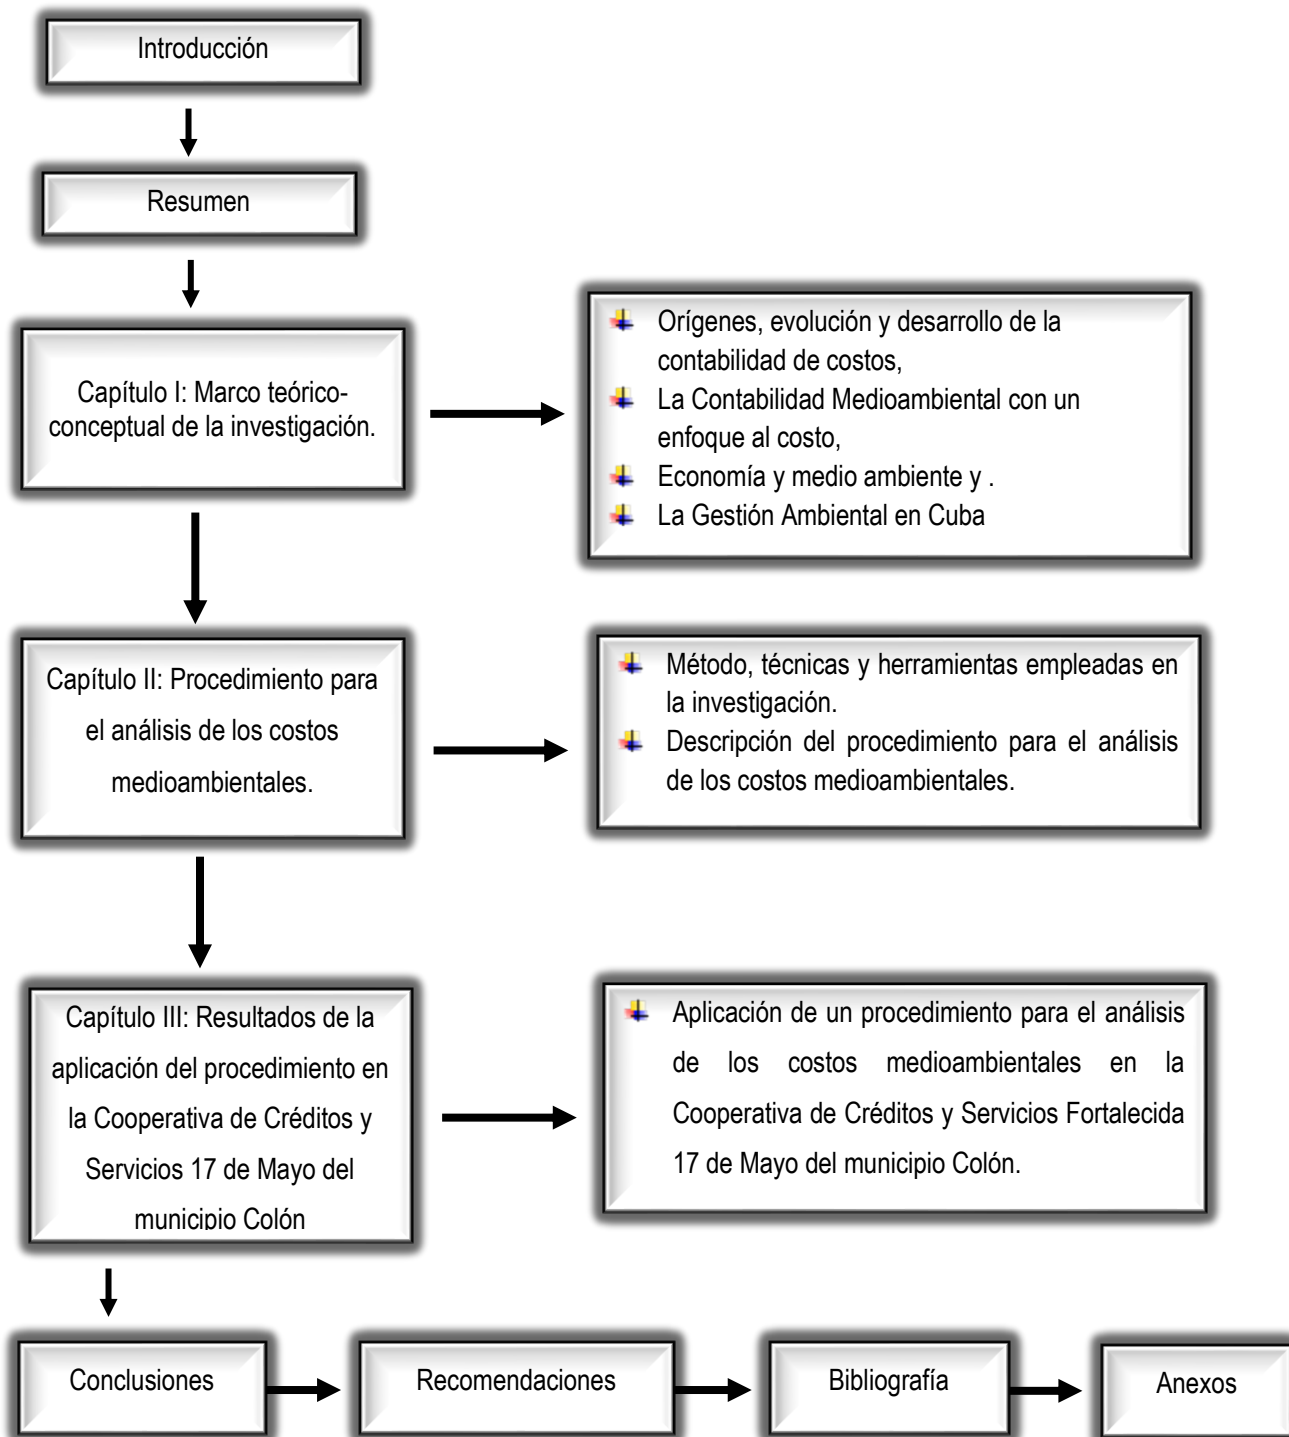 Introducción
Resumen
Capítulo I: Marco teórico-
conceptual de la investigación.
Orígenes, evolución y desarrollo de la
contabilidad de costos,
La Contabilidad Medioambiental con un
enfoque al costo,
Economía y medio ambiente y .
La Gestión Ambiental en Cuba
Capítulo II: Procedimiento para
el análisis de los costos
medioambientales.
Método, técnicas y herramientas empleadas en
la investigación.
Descripción del procedimiento para el análisis
de los costos medioambientales.
Capítulo III: Resultados de la
aplicación del procedimiento en
la Cooperativa de Créditos y
Servicios 17 de Mayo del
municipio Colón
Aplicación de un procedimiento para el análisis
de los costos medioambientales en la
Cooperativa de Créditos y Servicios Fortalecida
17 de Mayo del municipio Colón.
Conclusiones
Recomendaciones
Bibliografía
Anexos